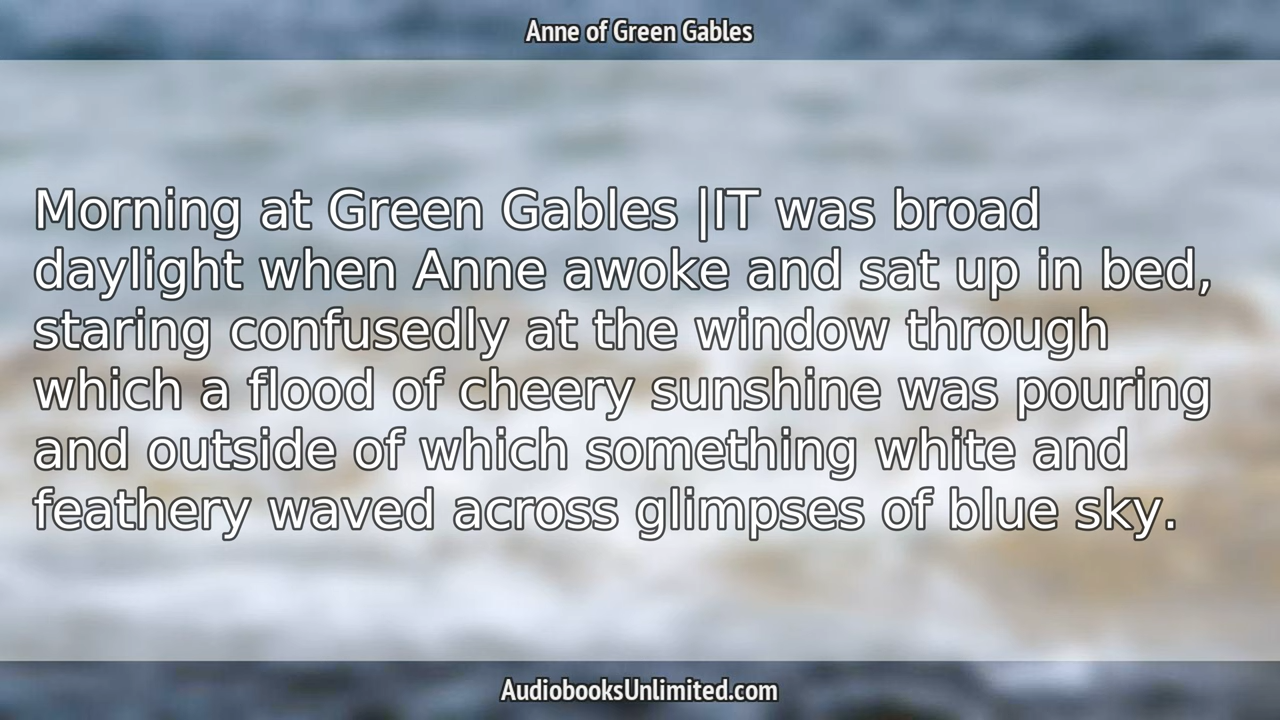 Anne of Green Gables
Morning at Green Gables |IT was broad
daylight when Anne awoke and sat up in bed,
staring confusedly at the window through
which a flood of cheery sunshine was pouring
and outside of which something white and
feathery waved across glimpses of blue sky.
AudiobooksUnlimited.com